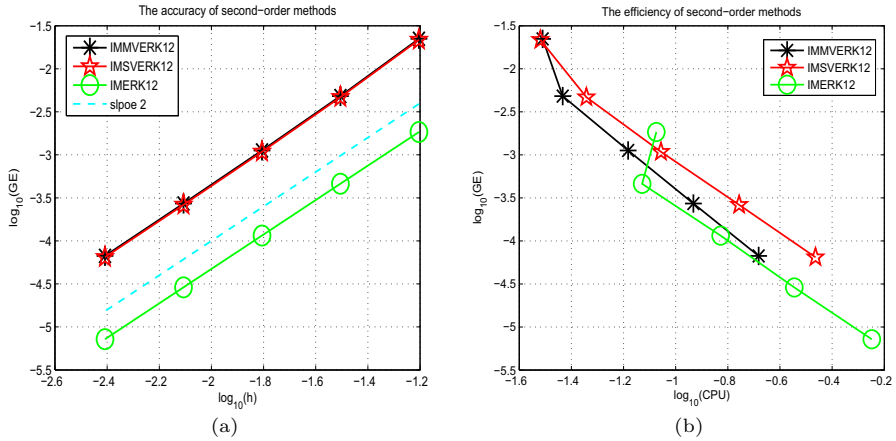 The accuracy of second−order methods
−1.5
−2
−2.5
−3
−3.5
−4
−4.5
−5
−5.5
log10(GE)
IMMVERK12
IMSVERK12
IMERK12
slpoe 2
−2.6
−2.4
−2.2
−2
−1.8
−1.6
−1.4
−1.2
log10(h)
(a)
The efficiency of second−order methods
−1.5
−2
−2.5
−3
−3.5
−4
−4.5
−5
−5.5
log10(GE)
IMMVERK12
IMSVERK12
IMERK12
−1.6
−1.4
−1.2
−1
−0.8
−0.6
−0.4
−0.2
log10(CPU)
(b)